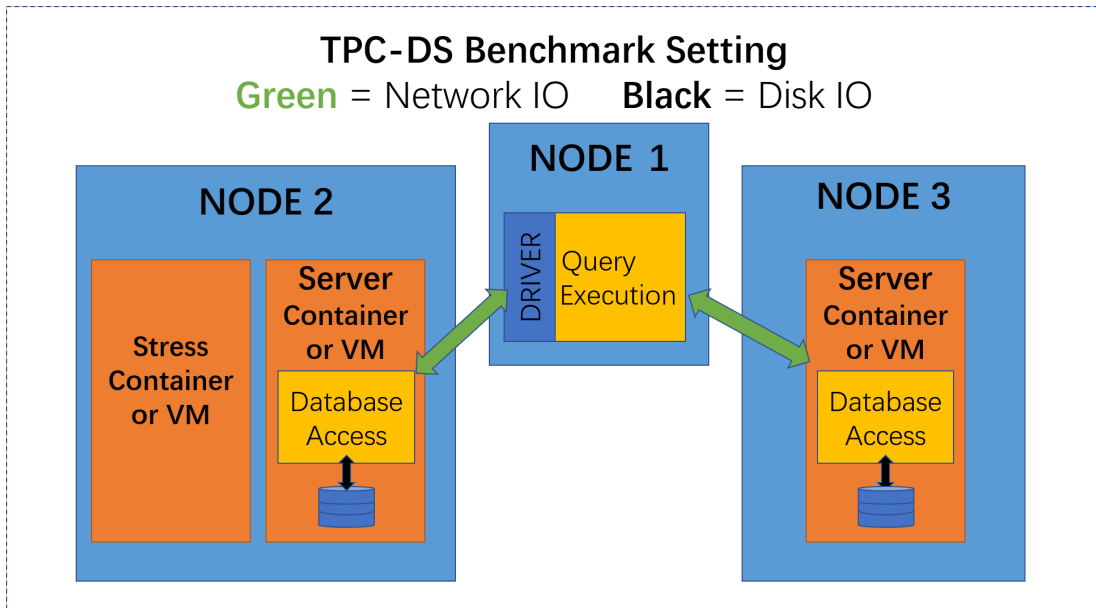 TPC-DS Benchmark Setting
Green = Network IO Black = Disk IO
NODE 1
DRIVER
Query
Execution
NODE 2
Stress
Container
or VM
Server
Container
or VM
Database
Access
NODE 3
Server
Container
or VM
Database
Access